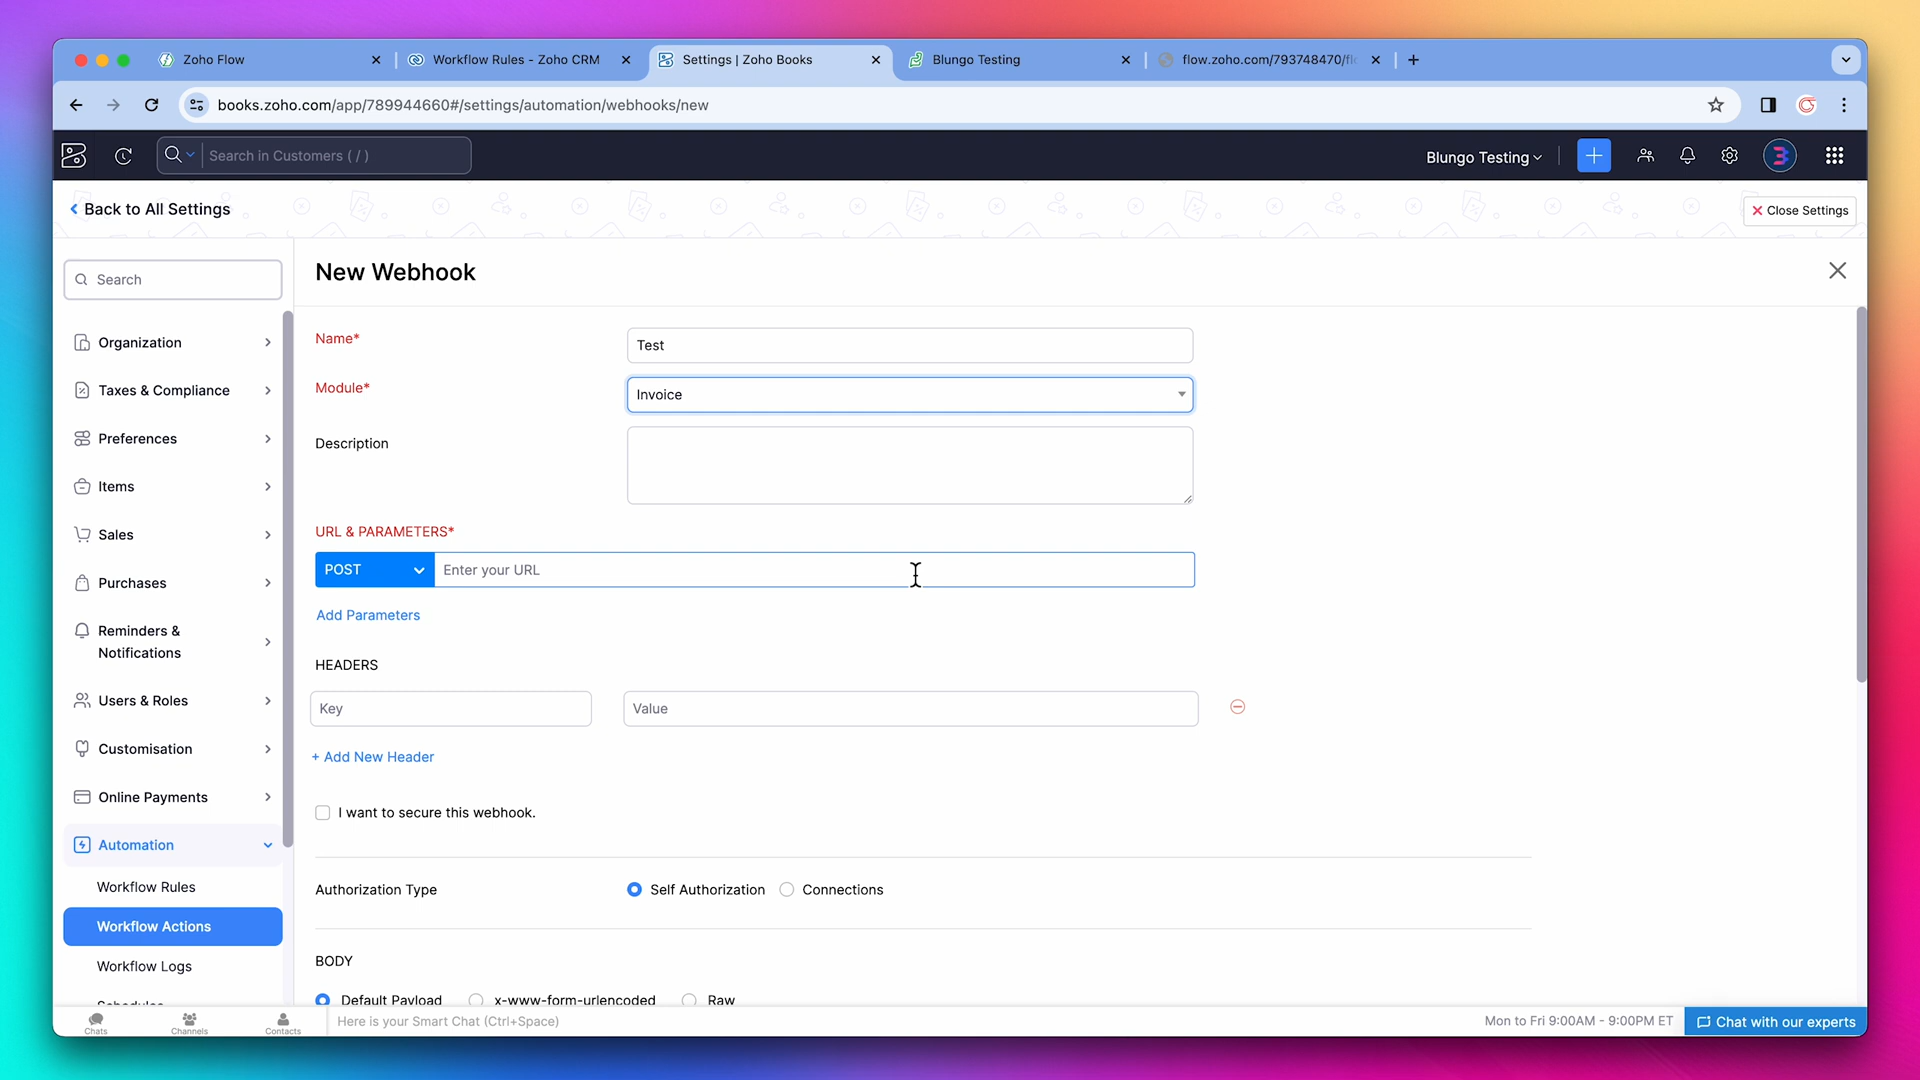 Zoho Flow
Workflow Rules - Zoho CRM
Settings | Zoho Books
Blungo Testing
flow.zoho.com/793748470/fl
books.zoho.com/app/789944660#/settings/automation/webhooks/new
Search in Customers ( / )
Blungo Testing
Back to All Settings
Close Settings
Search
New Webhook
Organization
Taxes & Compliance
Preferences
Items
Sales
Purchases
Reminders &
Notifications
Users & Roles
Customisation
Online Payments
Automation
Workflow Rules
Workflow Actions
Workflow Logs
Schedules
Name*
Test
Module*
Invoice
Description
URL & PARAMETERS*
POST
Enter your URL
Add Parameters
HEADERS
Key
Value
+ Add New Header
I want to secure this webhook.
Authorization Type
Self Authorization
Connections
BODY
Default Payload
x-www-form-urlencoded
Raw
Chats
Channels
Contacts
Here is your Smart Chat (Ctrl+Space)
Mon to Fri 9:00AM - 9:00PM ET
Chat with our experts